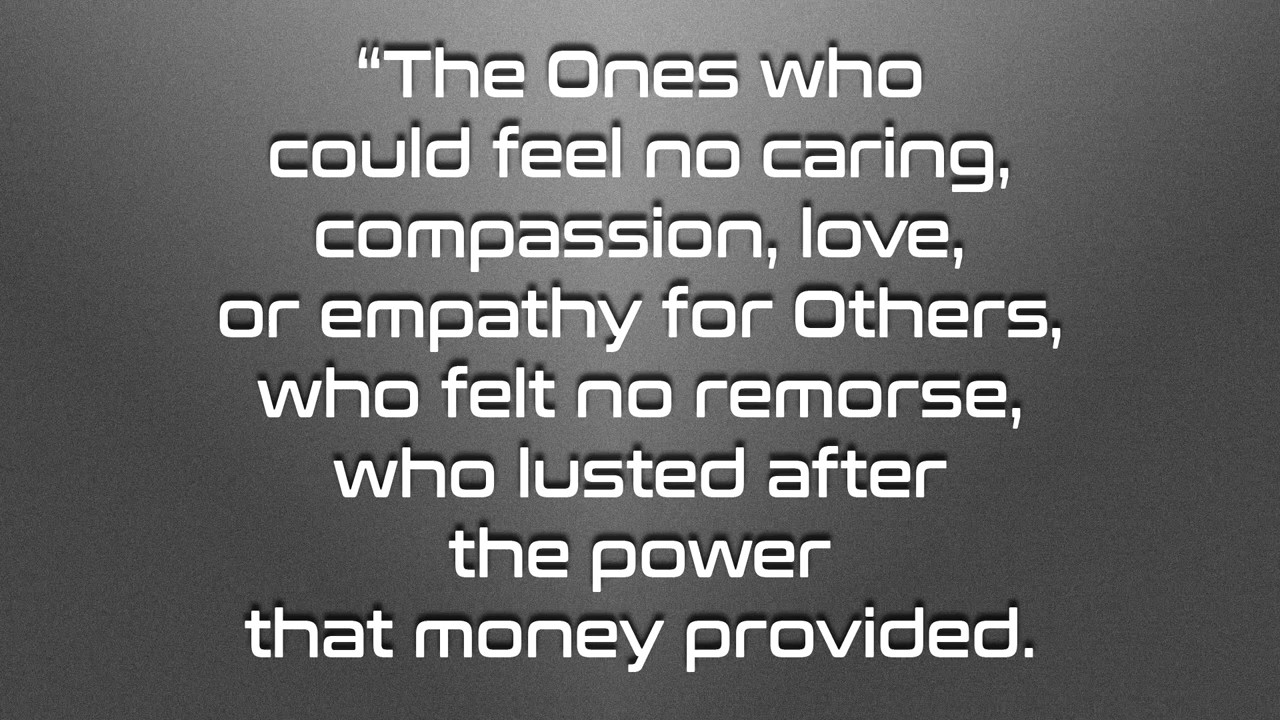 “The Ones who
could feel no caring,
compassion, love,
or empathy for Others,
who felt no remorse,
who lusted after
the power
that money provided.